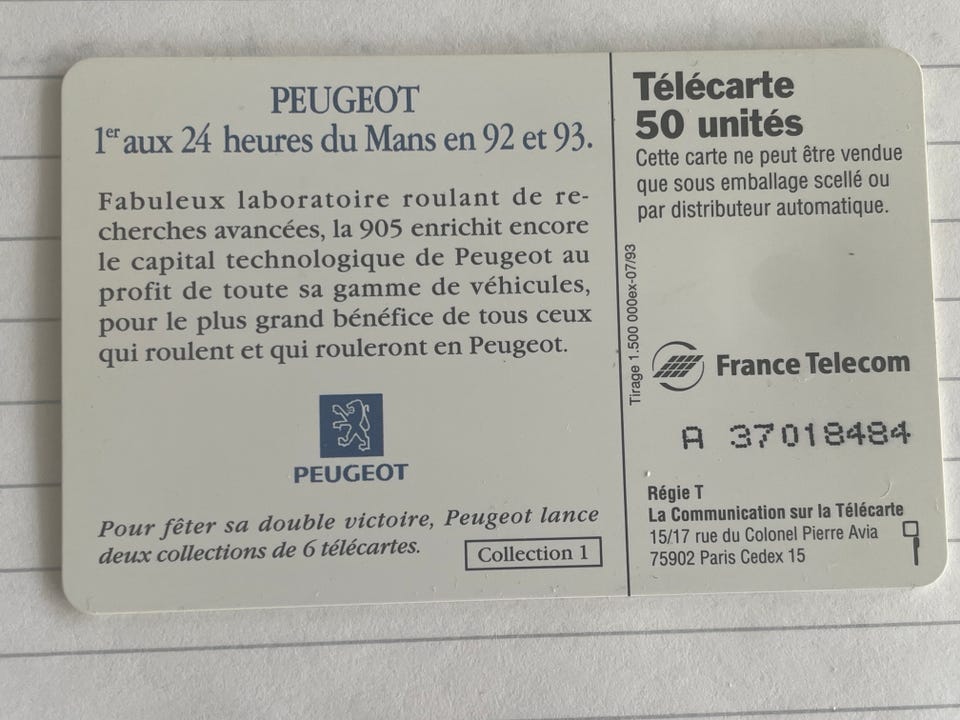 PEUGEOT
1er aux 24 heures du Mans en 92 et 93.
Fabuleux laboratoire roulant de re-
cherches avancées, la 905 enrichit encore
le capital technologique de Peugeot au
profit de toute sa gamme de véhicules,
pour le plus grand bénéfice de tous ceux
qui roulent et qui rouleront en Peugeot.
PEUGEOT
Pour fêter sa double victoire, Peugeot lance
deux collections de 6 télécartes.
Collection 1
Télécarte
50 unités
Cette carte ne peut être vendue
que sous emballage scellé ou
par distributeur automatique.
Tirage 1.500 000ex-07/93
France Telecom
A 37018484
Régie T
La Communication sur la Télécarte
15/17 rue du Colonel Pierre Avia
75902 Paris Cedex 15